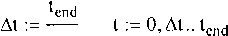 Δt := t_end/ t := 0, Δt .. t_end